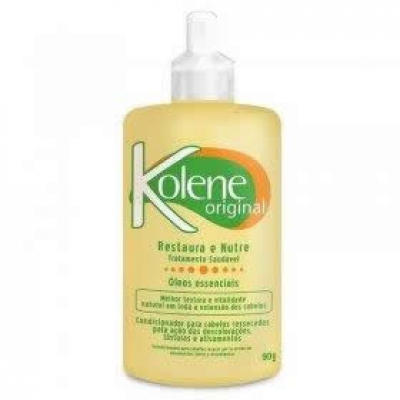 Kolene
original
Restaura e Nutre
Tratamento Saudável
Óleos essenciais
Melhor textura e vitalidade
natural em toda a extensão dos cabelos
Condicionador para cabelos ressecados
pela ação das descolorações,
tinturas e alisamentos
90g